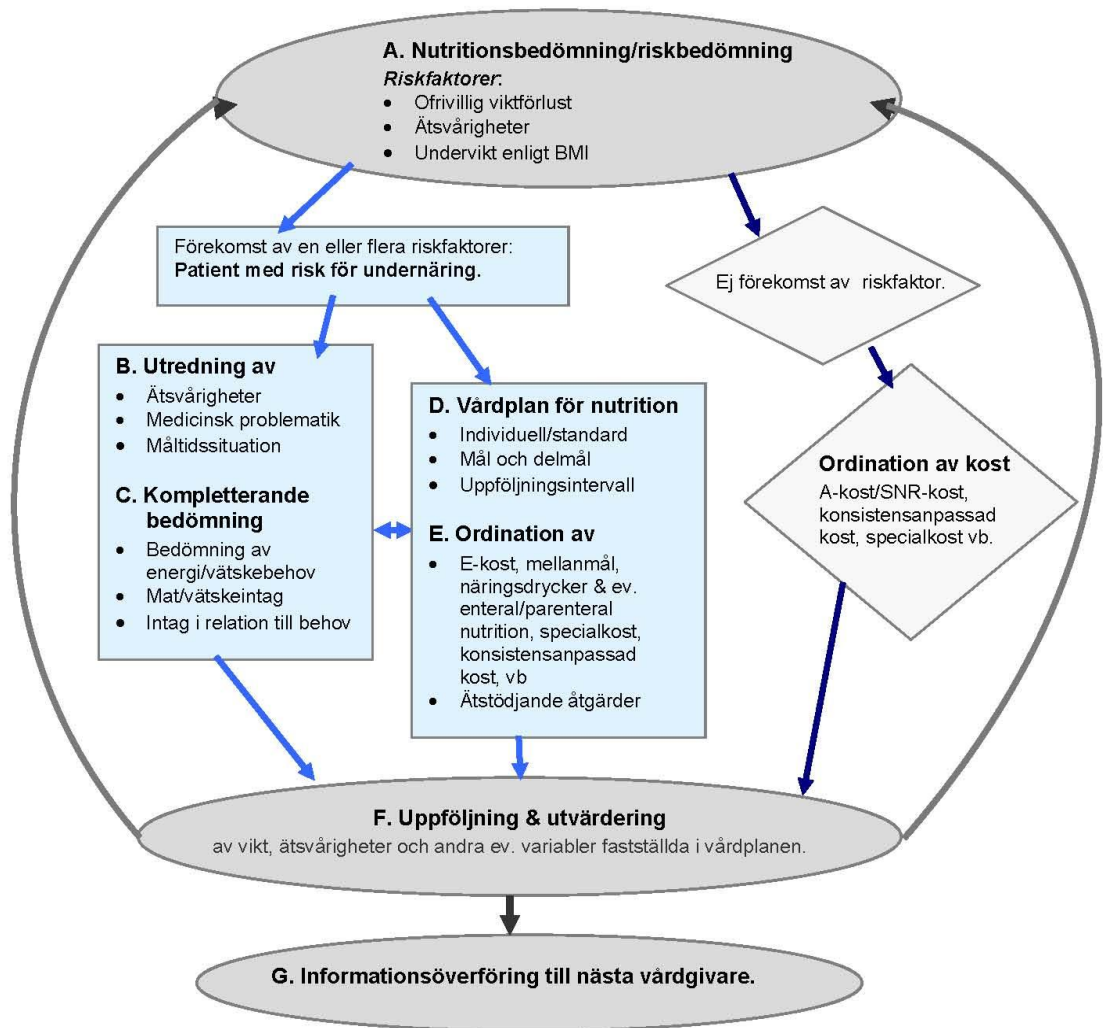 A. Nutritionsbedömning/riskbedömning
Riskfaktorer:
• Ofrivillig viktförlust
• Ätsvårigheter
• Undervikt enligt BMI
Förekomst av en eller flera riskfaktorer:
Patient med risk för undernäring.
Ej förekomst av riskfaktor.
B. Utredning av
• Ätsvårigheter
• Medicinsk problematik
• Måltidssituation
C. Kompletterande
bedömning
• Bedömning av
energi/vätskebehov
• Mat/vätskeintag
• Intag i relation till behov
D. Vårdplan för nutrition
• Individuell/standard
• Mål och delmål
• Uppföljningsintervall
E. Ordination av
• E-kost, mellanmål,
näringsdrycker & ev.
enteral/parenteral
nutrition, specialkost,
konsistensanpassad
kost, vb
• Ätstödjande åtgärder
Ordination av kost
A-kost/SNR-kost,
konsistensanpassad
kost, specialkost vb.
F. Uppföljning & utvärdering
av vikt, ätsvårigheter och andra ev. variabler fastställda i vårdplanen.
G. Informationsöverföring till nästa vårdgivare.